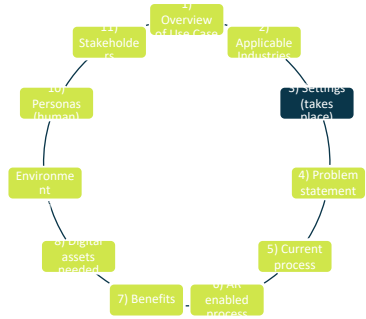 1)
Overview
of Use Case
2)
Applicable
Industries
3) Settings
(takes
place)
4) Problem
statement
5) Current
process
6) AR
enabled
process
7) Benefits
8) Digital
assets
needed
Environme
nt
10)
Personas
(human)
11)
Stakeholde
rs